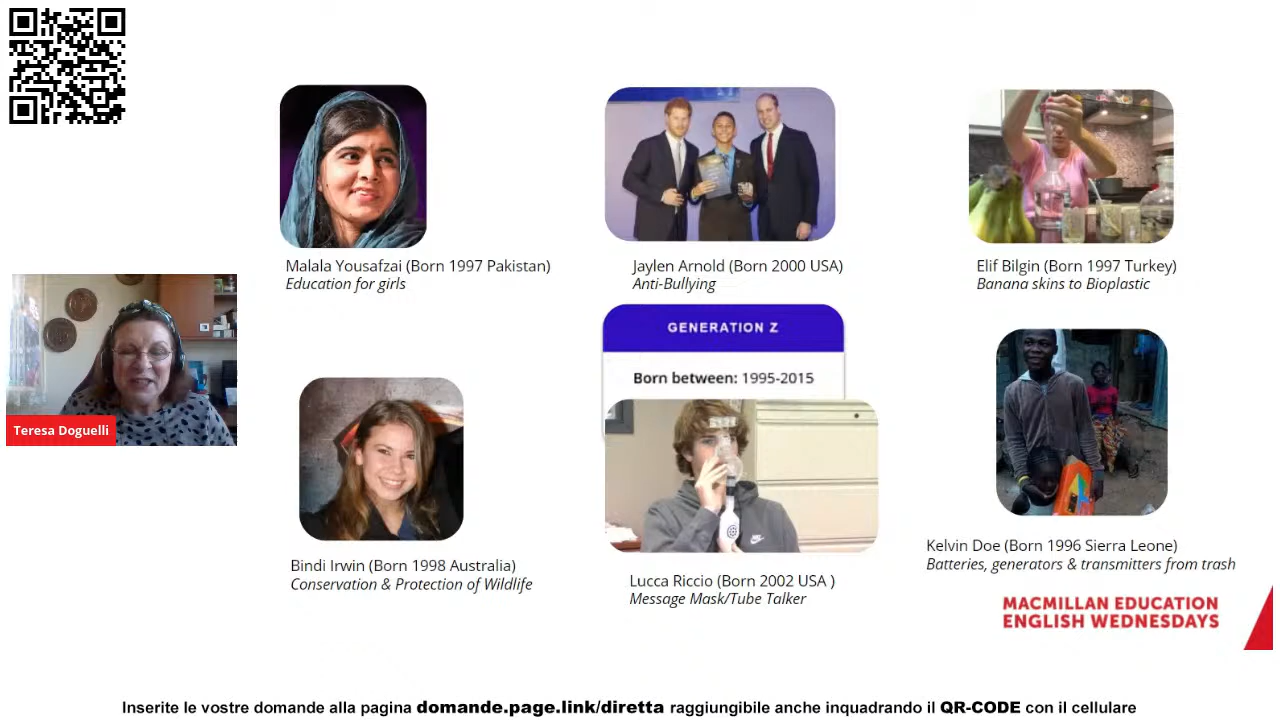 Malala Yousafzai (Born 1997 Pakistan)
Education for girls
Jaylen Arnold (Born 2000 USA)
Anti-Bullying
Elif Bilgin (Born 1997 Turkey)
Banana skins to Bioplastic
GENERATION Z
Born between: 1995-2015
Teresa Doguelli
Bindi Irwin (Born 1998 Australia)
Conservation & Protection of Wildlife
Lucca Riccio (Born 2002 USA )
Message Mask/Tube Talker
Kelvin Doe (Born 1996 Sierra Leone)
Batteries, generators & transmitters from trash
MACMILLAN EDUCATION
ENGLISH WEDNESDAYS
Inserite le vostre domande alla pagina domande.page.link/diretta raggiungibile anche inquadrando il QR-CODE con il cellulare